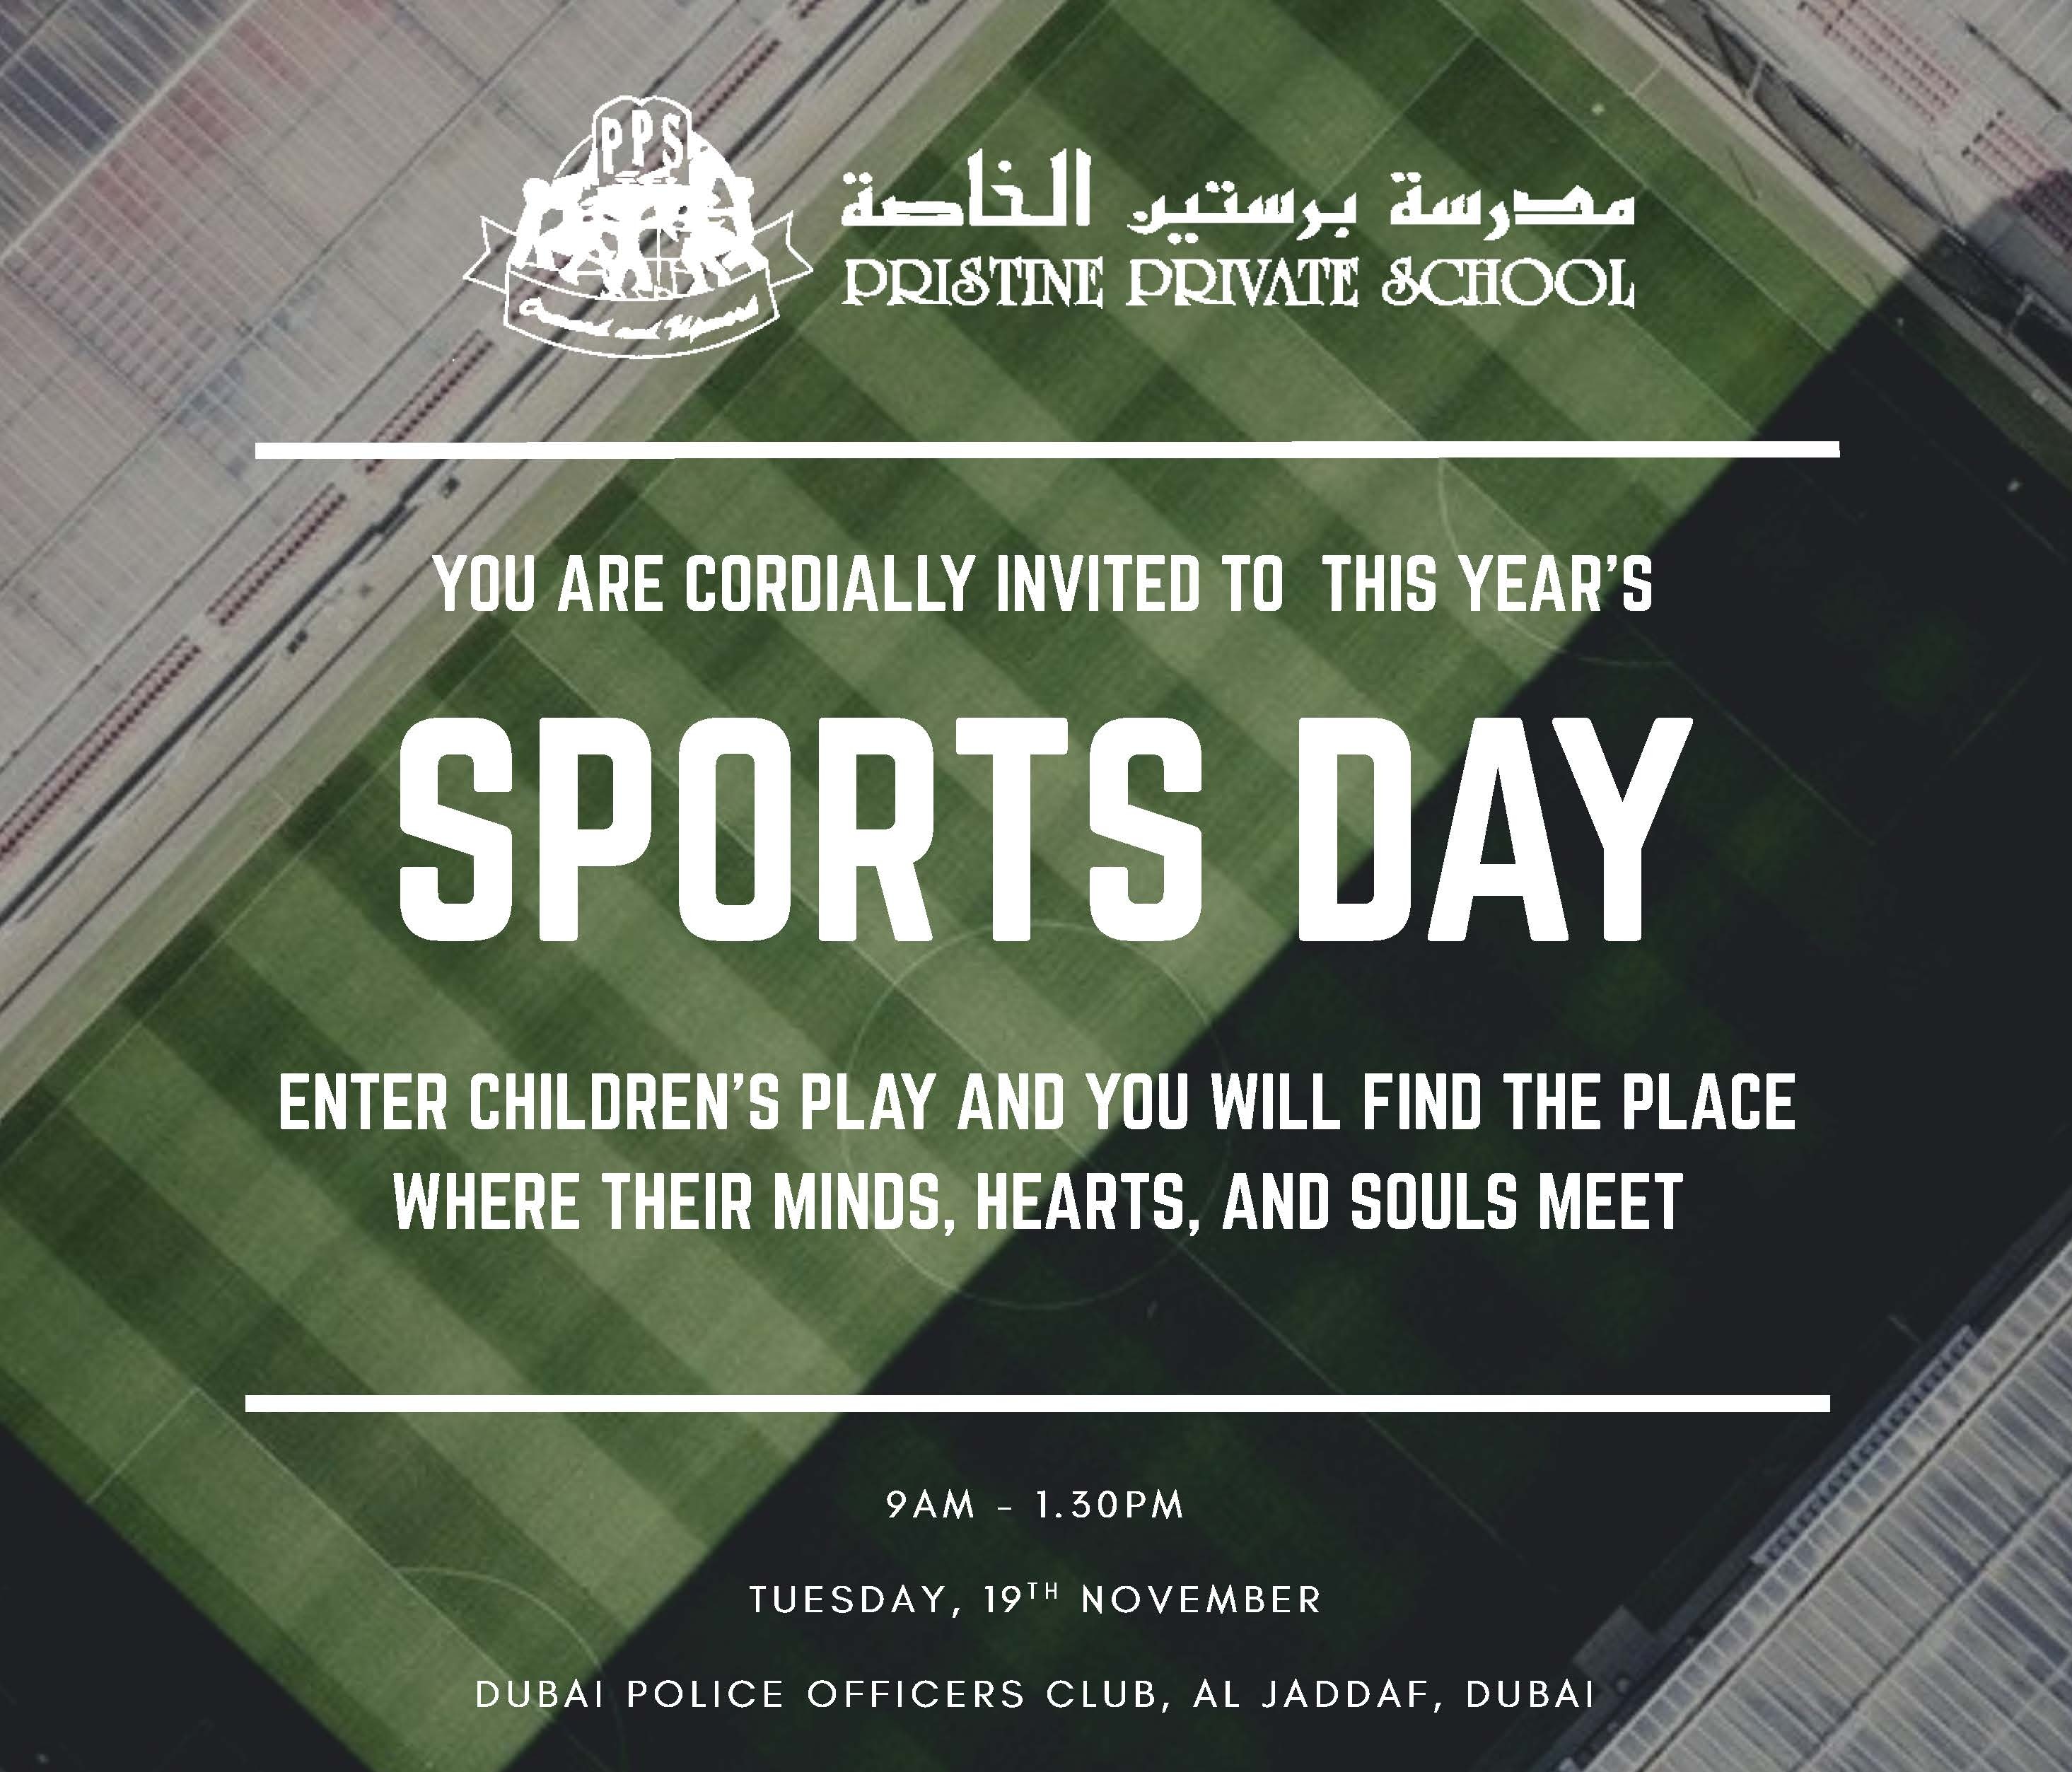 PPS
Onward and Upward
مدرسة برستين الخاصة
PRISTINE PRIVATE SCHOOL
YOU ARE CORDIALLY INVITED TO THIS YEAR'S
SPORTS DAY
ENTER CHILDREN'S PLAY AND YOU WILL FIND THE PLACE
WHERE THEIR MINDS, HEARTS, AND SOULS MEET
9AM - 1.30PM
TUESDAY, 19TH NOVEMBER
DUBAI POLICE OFFICERS CLUB, AL JADDAF, DUBAI